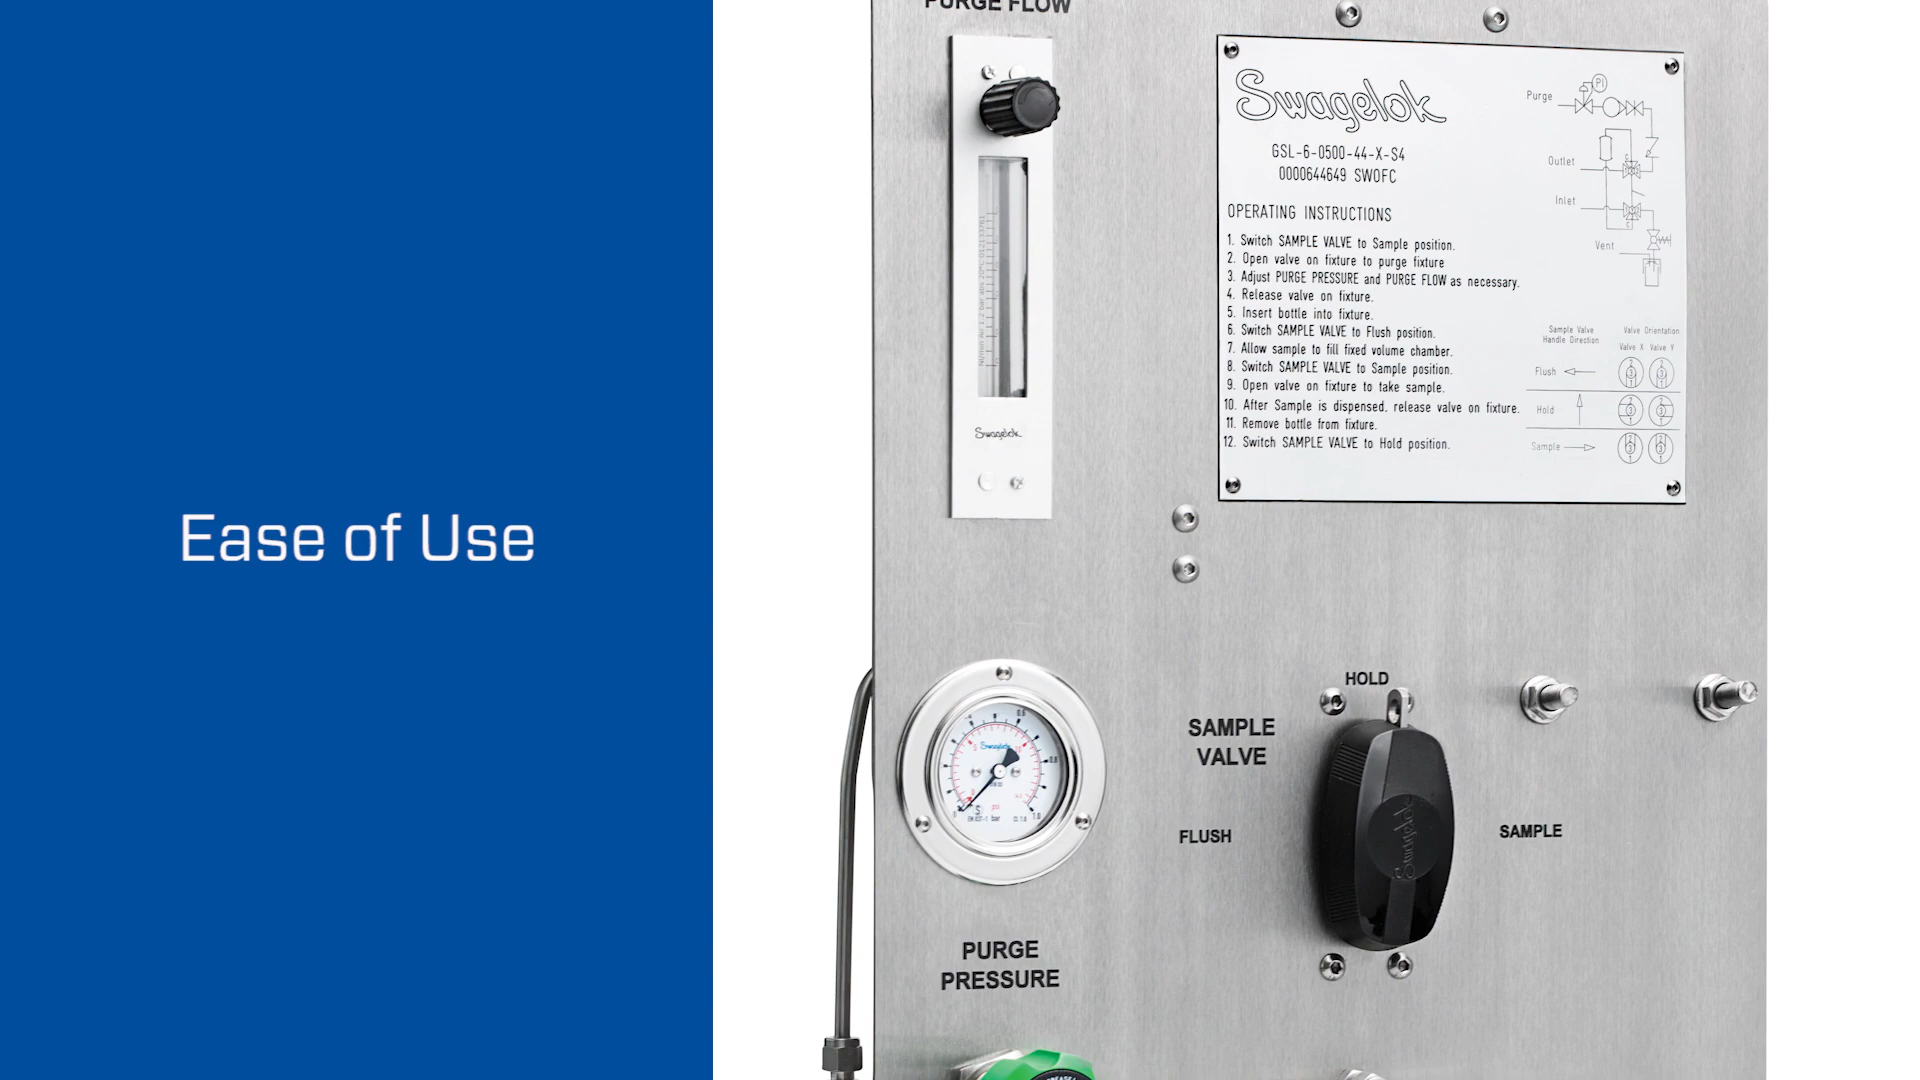 Ease of Use
PURGE FLOW
Swagelok
Swagelok
GSL-6-0500-44-X-S4
0000644649 SWOFC
OPERATING INSTRUCTIONS
1. Switch SAMPLE VALVE to Sample position.
2. Open valve on fixture to purge fixture
3. Adjust PURGE PRESSURE and PURGE FLOW as necessary.
4. Release valve on fixture.
5. Insert bottle into fixture.
6. Switch SAMPLE VALVE to Flush position.
7. Allow sample to fill fixed volume chamber.
8. Switch SAMPLE VALVE to Sample position.
9. Open valve on fixture to take sample.
10. After Sample is dispensed, release valve on fixture.
11. Remove bottle from fixture.
12. Switch SAMPLE VALVE to Hold position.
PI
Purge
Outlet
Inlet
Vent
Sample Valve Valve Orientation
Handle Direction Valve X Valve Y
Flush
Hold
Sample
Swagelok
psi
bar
PURGE
PRESSURE
HOLD
SAMPLE
VALVE
FLUSH
SAMPLE
Swagelok